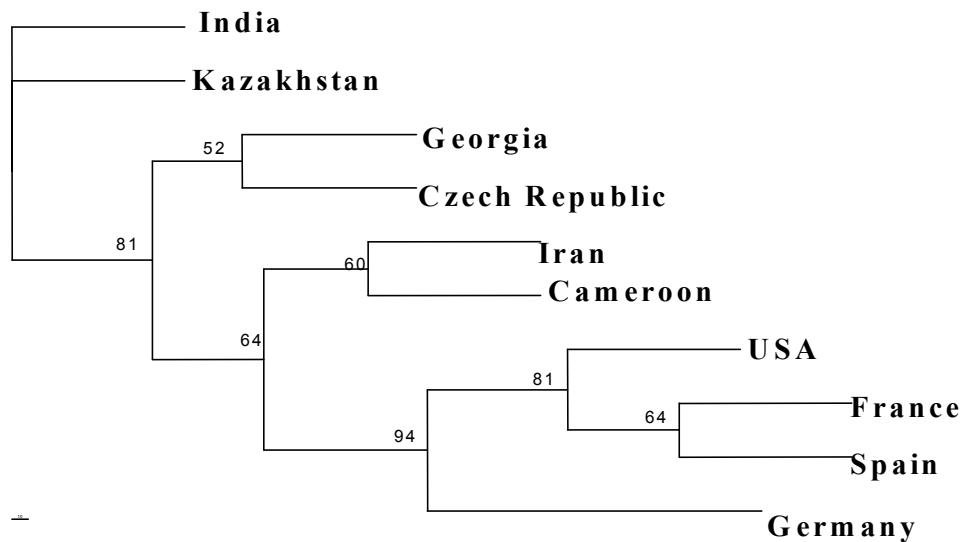 India
Kazakhstan
Georgia
52
Czech Republic
81
Iran
60
Cameroon
64
USA
81
France
64
94
Spain
Germany